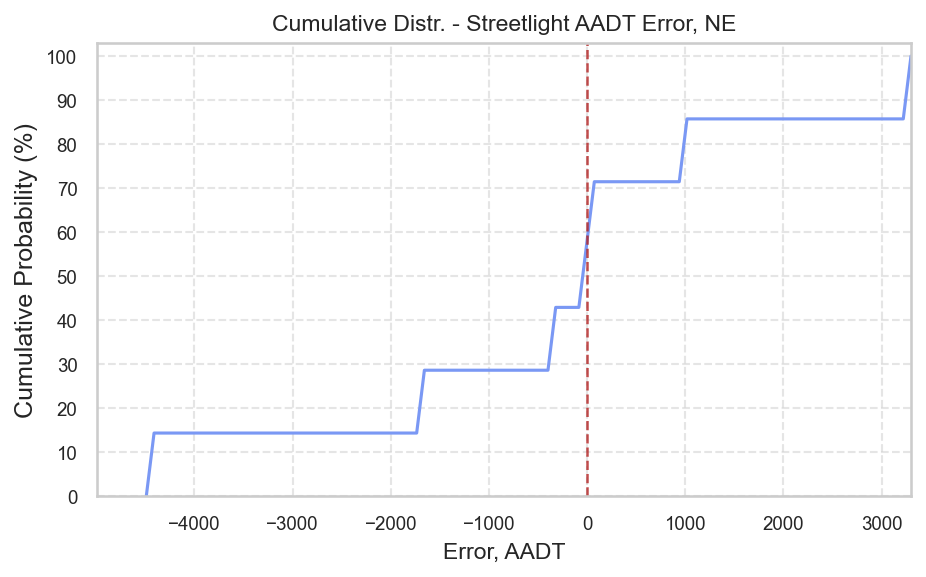 Cumulative Distr. - Streetlight AADT Error, NE
Cumulative Probability (%)
100
90
80
70
60
50
40
30
20
10
0
−4000 −3000 −2000 −1000 0 1000 2000 3000
Error, AADT